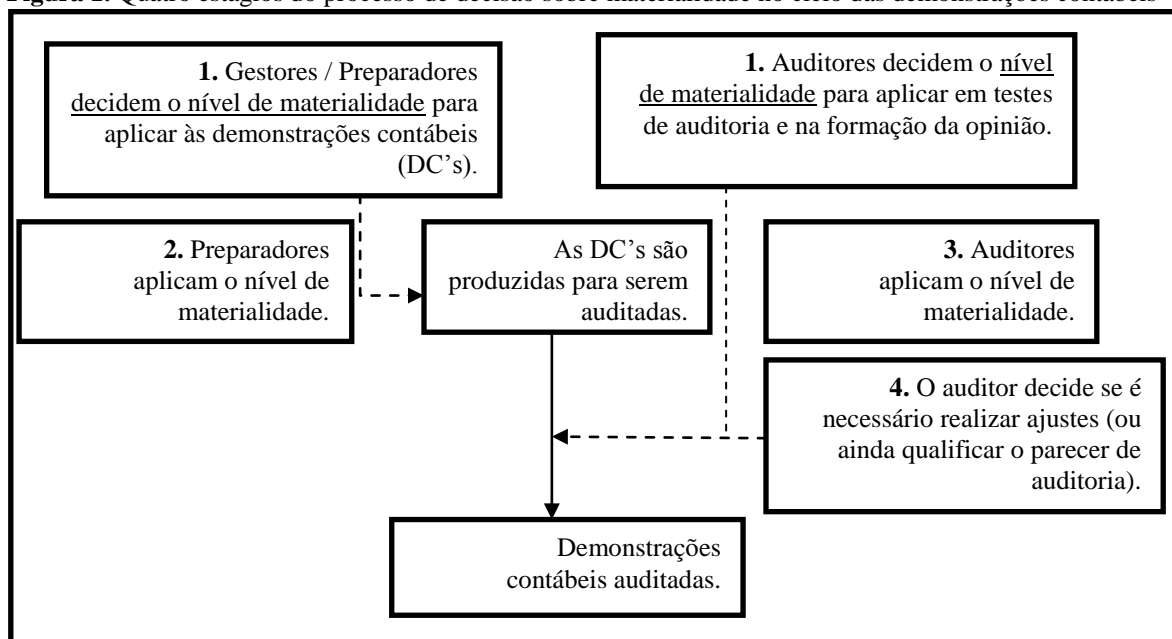 Figura 1: Quatro estágios do processo de decisão sobre materialidade no ciclo das demonstrações contábeis
1. Gestores / Preparadores
decidem o nível de materialidade para
aplicar às demonstrações contábeis
(DC’s).
1. Auditores decidem o nível
de materialidade para aplicar em testes
de auditoria e na formação da opinião.
2. Preparadores
aplicam o nível de
materialidade.
As DC’s são
produzidas para serem
auditadas.
3. Auditores
aplicam o nível de
materialidade.
4. O auditor decide se é
necessário realizar ajustes (ou
ainda qualificar o parecer de
auditoria).
Demonstrações
contábeis auditadas.